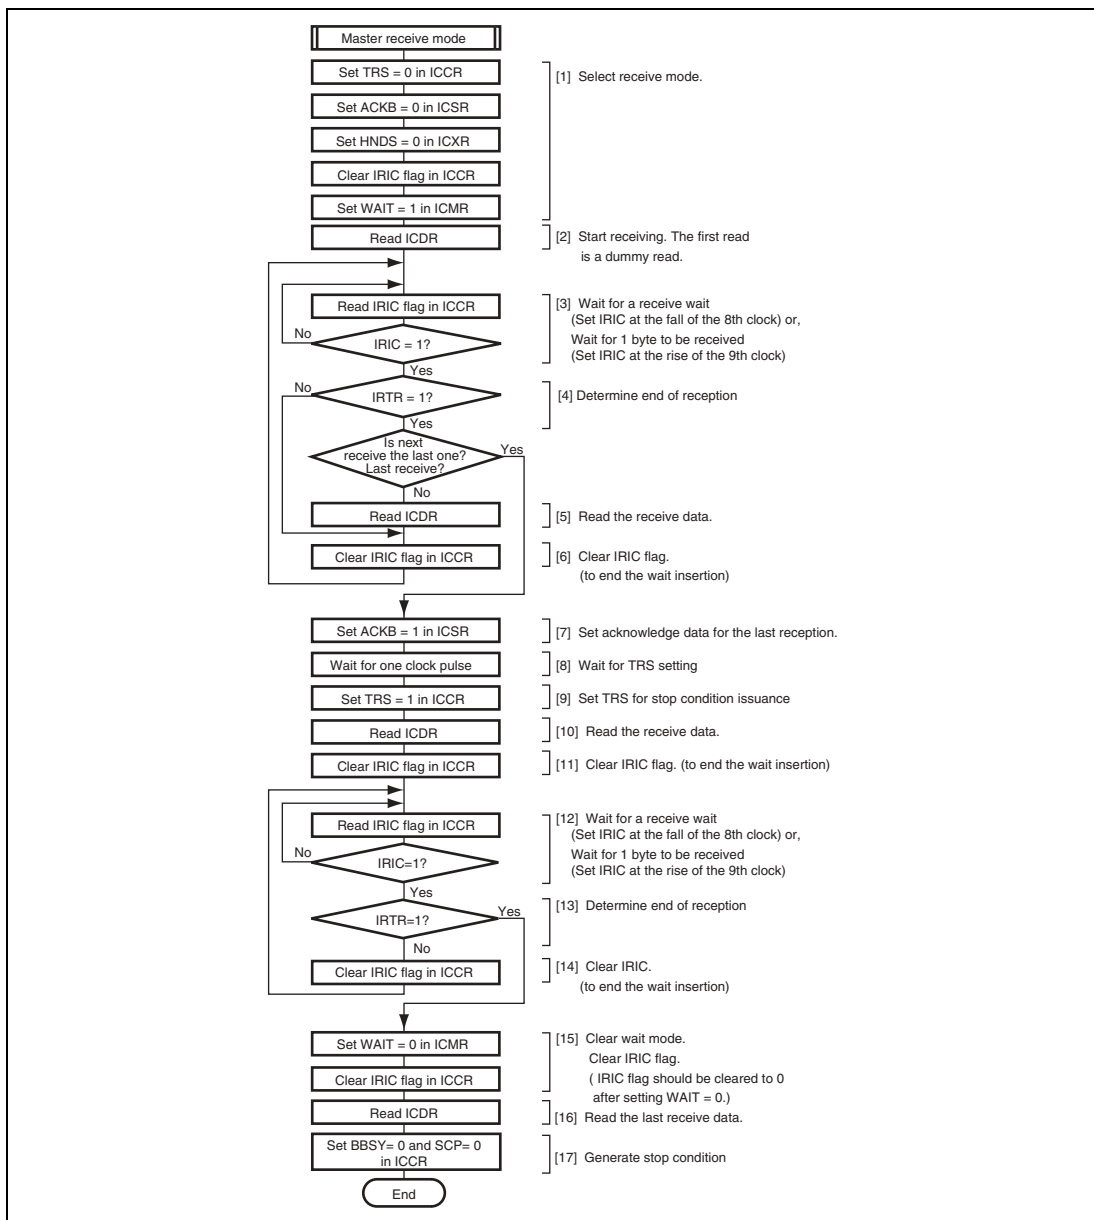 Master receive mode
Set TRS = 0 in ICCR
[1] Select receive mode.
Set ACKB = 0 in ICSR
Set HNDS = 0 in ICXR
Clear IRIC flag in ICCR
Set WAIT = 1 in ICMR
Read ICDR
[2] Start receiving. The first read
is a dummy read.
Read IRIC flag in ICCR
[3] Wait for a receive wait
(Set IRIC at the fall of the 8th clock) or,
Wait for 1 byte to be received
(Set IRIC at the rise of the 9th clock)
No
IRIC = 1?
Yes
No
IRTR = 1?
[4] Determine end of reception
Yes
Is next
receive the last one?
Last receive?
Yes
No
Read ICDR
[5] Read the receive data.
Clear IRIC flag in ICCR
[6] Clear IRIC flag.
(to end the wait insertion)
Set ACKB = 1 in ICSR
[7] Set acknowledge data for the last reception.
Wait for one clock pulse
[8] Wait for TRS setting
Set TRS = 1 in ICCR
[9] Set TRS for stop condition issuance
Read ICDR
[10] Read the receive data.
Clear IRIC flag in ICCR
[11] Clear IRIC flag. (to end the wait insertion)
Read IRIC flag in ICCR
[12] Wait for a receive wait
(Set IRIC at the fall of the 8th clock) or,
Wait for 1 byte to be received
(Set IRIC at the rise of the 9th clock)
No
IRIC=1?
Yes
IRTR=1?
Yes
[13] Determine end of reception
No
Clear IRIC flag in ICCR
[14] Clear IRIC.
(to end the wait insertion)
Set WAIT = 0 in ICMR
[15] Clear wait mode.
Clear IRIC flag.
( IRIC flag should be cleared to 0
after setting WAIT = 0.)
Clear IRIC flag in ICCR
Read ICDR
[16] Read the last receive data.
Set BBSY= 0 and SCP= 0
in ICCR
[17] Generate stop condition
End